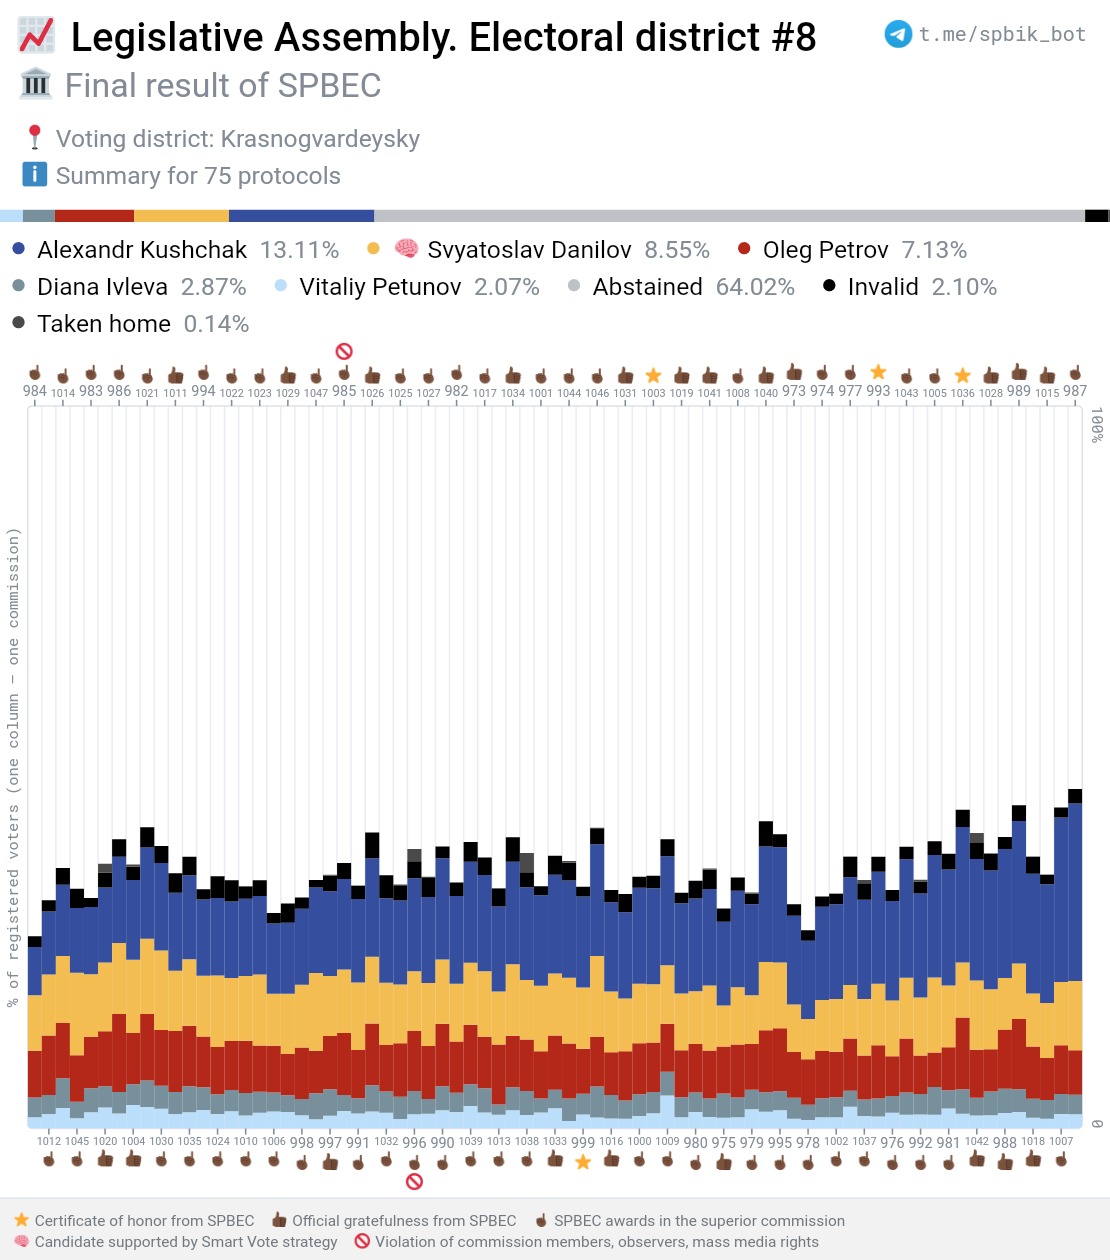 Legislative Assembly. Electoral district #8
t.me/spbik_bot
Final result of SPBEC
Voting district: Krasnogvardeysky
Summary for 75 protocols
Alexandr Kushchak 13.11% Svyatoslav Danilov 8.55% Oleg Petrov 7.13%
Diana Ivleva 2.87% Vitaliy Petunov 2.07% Abstained 64.02% Invalid 2.10%
Taken home 0.14%
984 1014 983 986 1021 1011 994 1022 1023 1029 1047 985 1026 1025 1027 982 1017 1034 1001 1044 1046 1031 1003 1019 1041 1008 1040 973 974 977 993 1043 1005 1036 1028 989 1015 987
100%
% of registered voters (one column – one commission)
0
1012 1045 1020 1004 1030 1035 1024 1010 1006 998 997 991 1032 996 990 1039 1013 1038 1033 999 1016 1000 1009 980 975 979 995 978 1002 1037 976 992 981 1042 988 1018 1007
Certificate of honor from SPBEC Official gratefulness from SPBEC SPBEC awards in the superior commission
Candidate supported by Smart Vote strategy Violation of commission members, observers, mass media rights